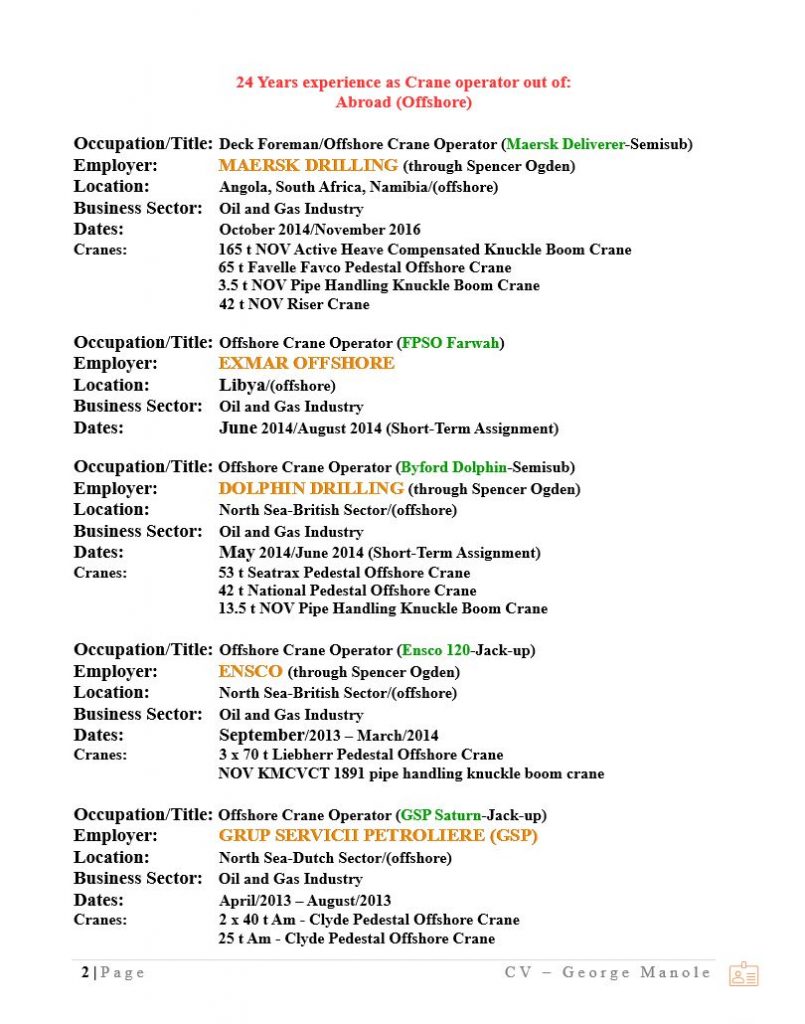 24 Years experience as Crane operator out of:
Abroad (Offshore)
Occupation/Title: Deck Foreman/Offshore Crane Operator (Maersk Deliverer-Semisub)
Employer: MAERSK DRILLING (through Spencer Ogden)
Location: Angola, South Africa, Namibia/(offshore)
Business Sector: Oil and Gas Industry
Dates: October 2014/November 2016
Cranes: 165 t NOV Active Heave Compensated Knuckle Boom Crane
65 t Favelle Favco Pedestal Offshore Crane
3.5 t NOV Pipe Handling Knuckle Boom Crane
42 t NOV Riser Crane
Occupation/Title: Offshore Crane Operator (FPSO Farwah)
Employer: EXMAR OFFSHORE
Location: Libya/(offshore)
Business Sector: Oil and Gas Industry
Dates: June 2014/August 2014 (Short-Term Assignment)
Occupation/Title: Offshore Crane Operator (Byford Dolphin-Semisub)
Employer: DOLPHIN DRILLING (through Spencer Ogden)
Location: North Sea-British Sector/(offshore)
Business Sector: Oil and Gas Industry
Dates: May 2014/June 2014 (Short-Term Assignment)
Cranes: 53 t Seatrax Pedestal Offshore Crane
42 t National Pedestal Offshore Crane
13.5 t NOV Pipe Handling Knuckle Boom Crane
Occupation/Title: Offshore Crane Operator (Ensco 120-Jack-up)
Employer: ENSCO (through Spencer Ogden)
Location: North Sea-British Sector/(offshore)
Business Sector: Oil and Gas Industry
Dates: September/2013 – March/2014
Cranes: 3 x 70 t Liebherr Pedestal Offshore Crane
NOV KMCVCT 1891 pipe handling knuckle boom crane
Occupation/Title: Offshore Crane Operator (GSP Saturn-Jack-up)
Employer: GRUP SERVICII PETROLIERE (GSP)
Location: North Sea-Dutch Sector/(offshore)
Business Sector: Oil and Gas Industry
Dates: April/2013 – August/2013
Cranes: 2 x 40 t Am - Clyde Pedestal Offshore Crane
25 t Am - Clyde Pedestal Offshore Crane
2 | Page CV – George Manole